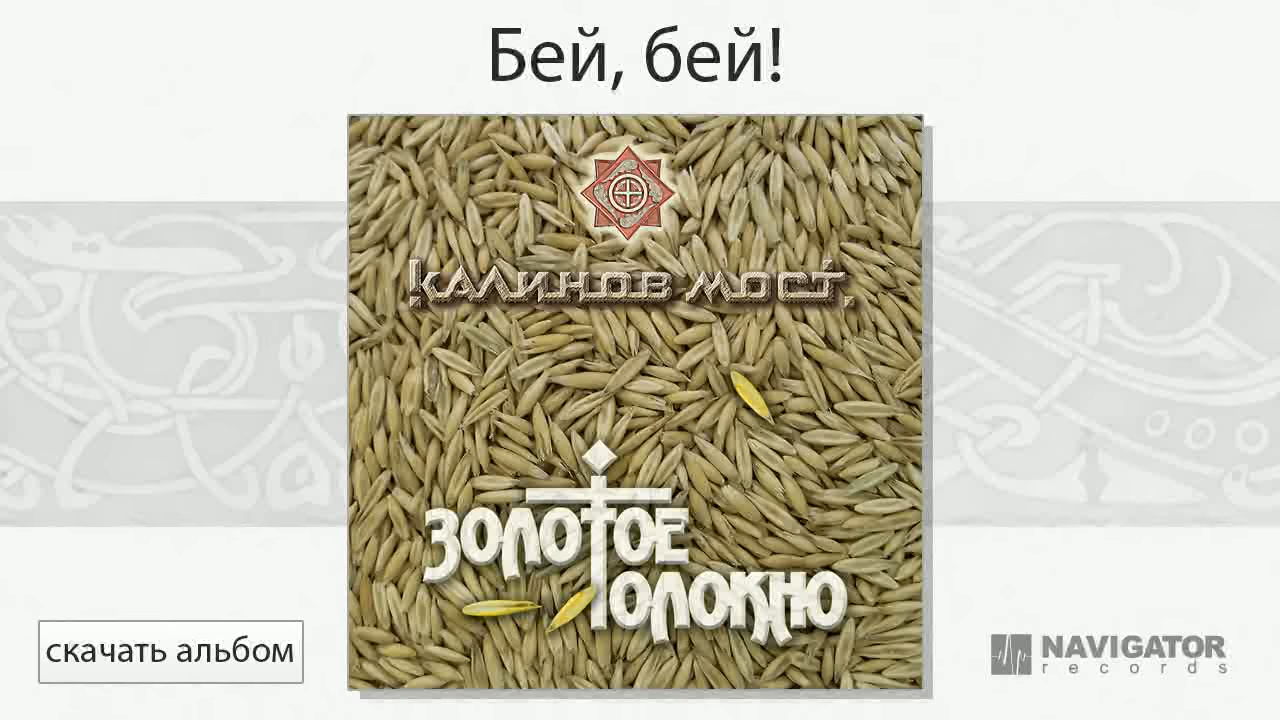 Бей, бей!
КАЛИНОВ МОСТ
ЗОЛОТОЕ
ТОЛОКНО
скачать альбом
NAVIGATOR
records